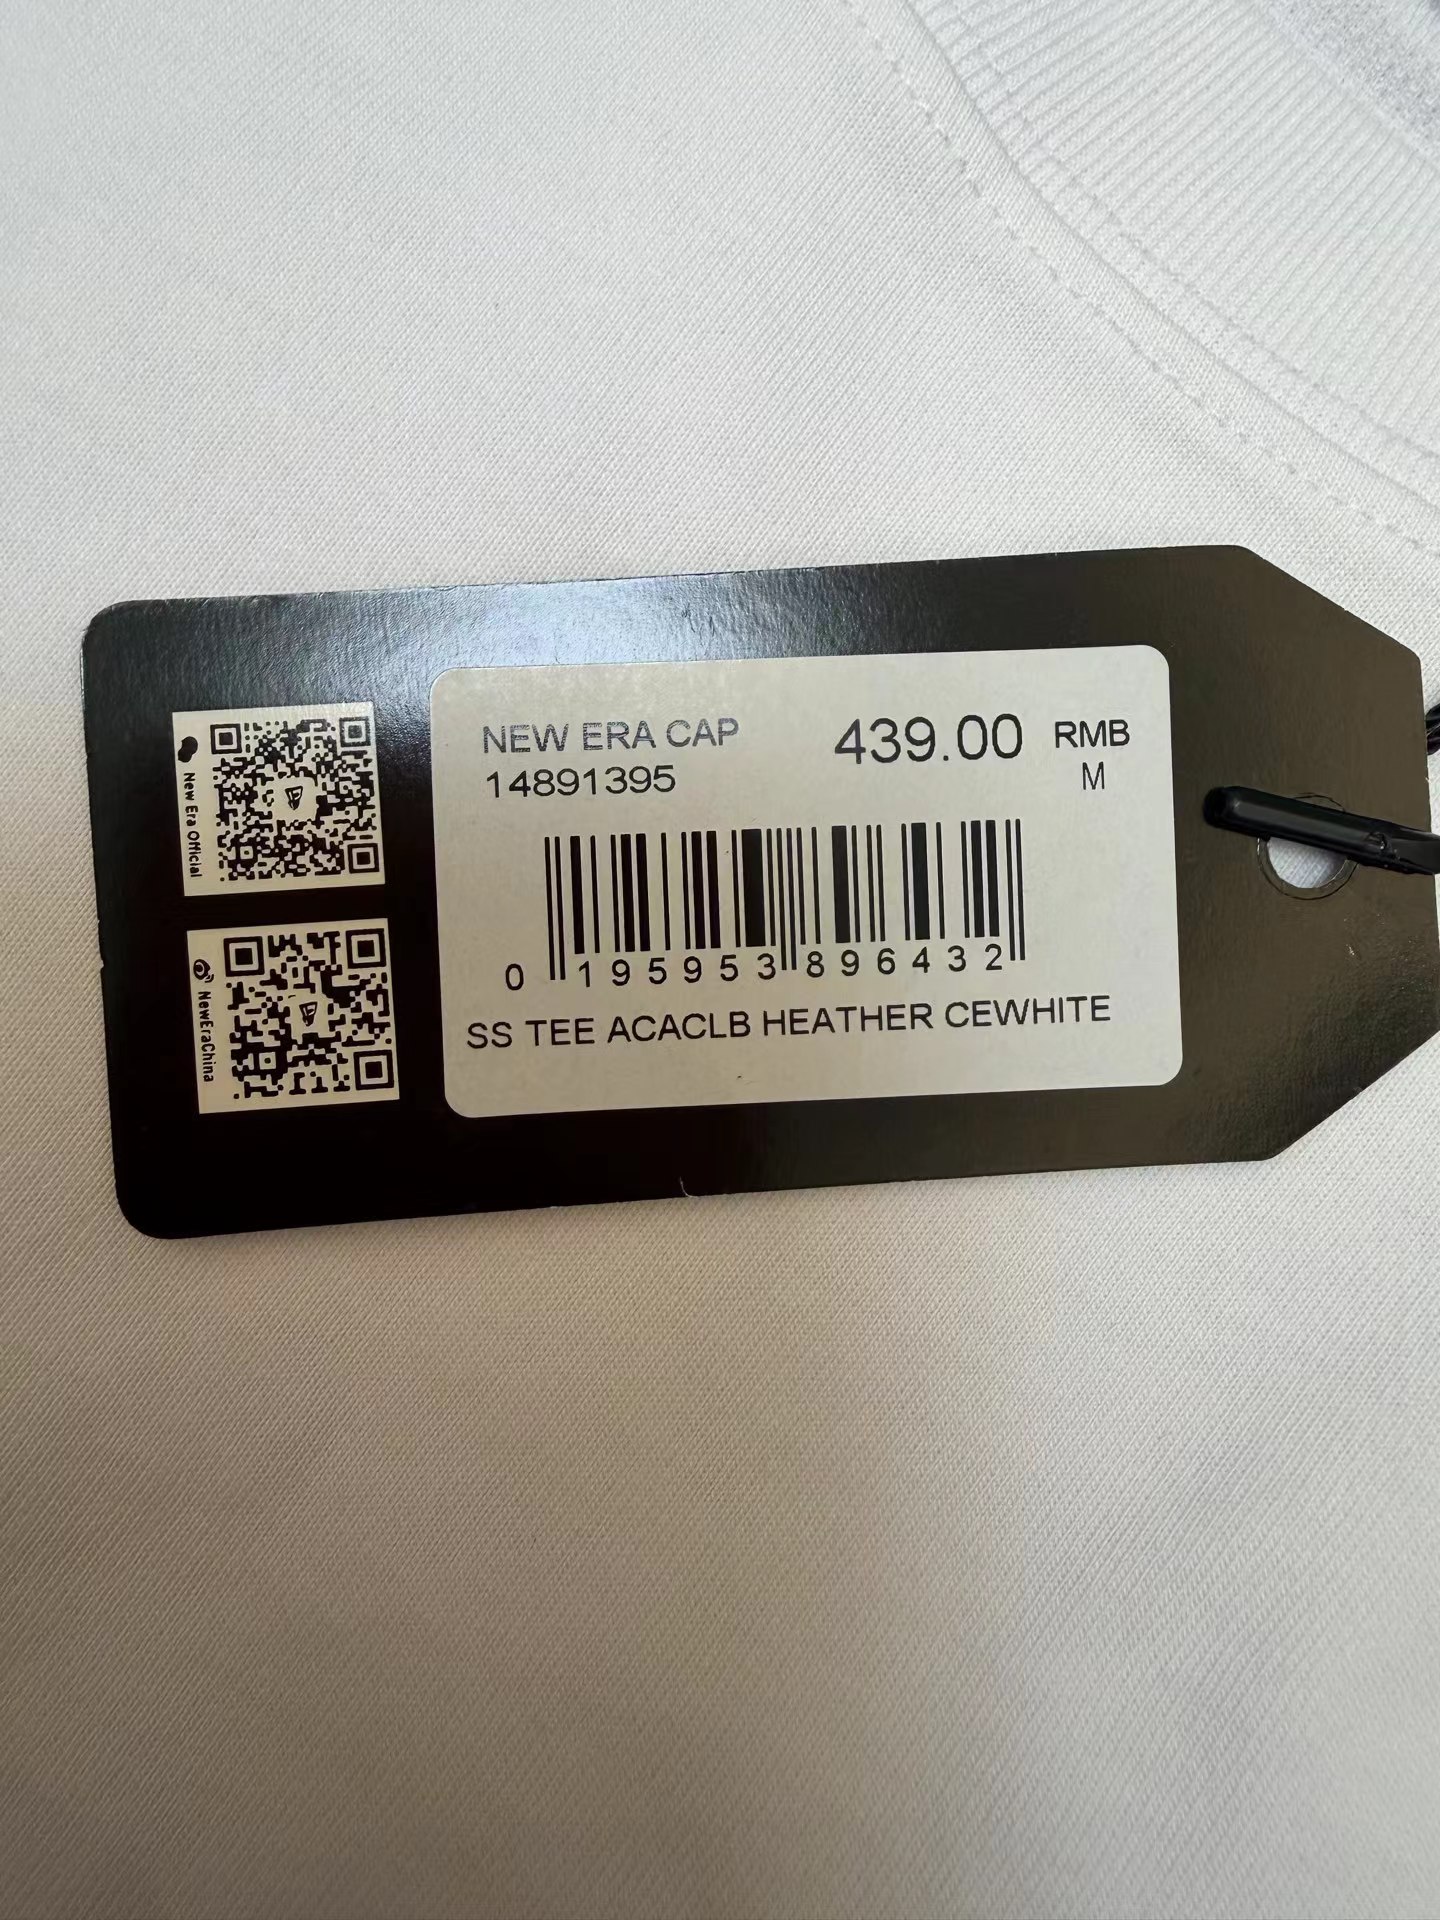 New Era Official
NewEraChina
NEW ERA CAP 439.00 RMB
14891395 M
0 195953 896432
SS TEE ACACLB HEATHER CEWHITE